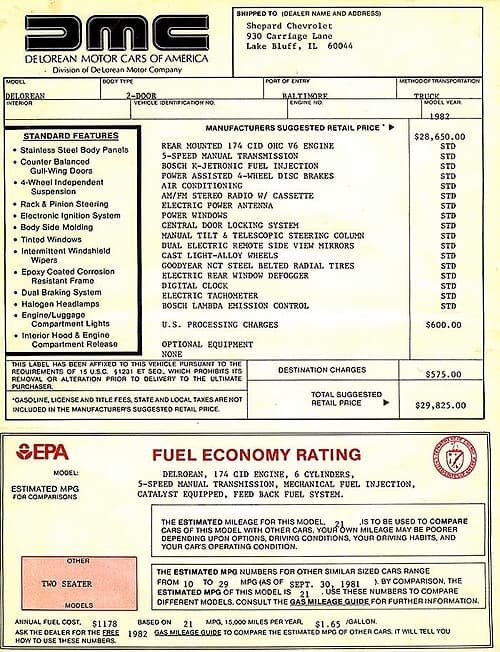 DMC
DELOREAN MOTOR CARS OF AMERICA
Division of DeLorean Motor Company
SHIPPED TO (DEALER NAME AND ADDRESS)
Shepard Chevrolet
930 Carriage Lane
Lake Bluff, IL 60044
MODEL BODY TYPE PORT OF ENTRY METHOD OF TRANSPORTATION
DELOREAN 2-DOOR BALTIMORE TRUCK
INTERIOR VEHICLE IDENTIFICATION NO. ENGINE NO. MODEL YEAR
1982
STANDARD FEATURES
• Stainless Steel Body Panels
• Counter Balanced
Gull-Wing Doors
• 4-Wheel Independent
Suspension
• Rack & Pinion Steering
• Electronic Ignition System
• Body Side Molding
• Tinted Windows
• Intermittent Windshield
Wipers
• Epoxy Coated Corrosion
Resistant Frame
• Dual Braking System
• Halogen Headlamps
• Engine/Luggage
Compartment Lights
• Interior Hood & Engine
Compartment Release
MANUFACTURERS SUGGESTED RETAIL PRICE * $28,650.00
REAR MOUNTED 174 CID OHC V6 ENGINE STD
5-SPEED MANUAL TRANSMISSION STD
BOSCH K-JETRONIC FUEL INJECTION STD
POWER ASSISTED 4-WHEEL DISC BRAKES STD
AIR CONDITIONING STD
AM/FM STEREO RADIO W/ CASSETTE STD
ELECTRIC POWER ANTENNA STD
POWER WINDOWS STD
CENTRAL DOOR LOCKING SYSTEM STD
MANUAL TILT & TELESCOPIC STEERING COLUMN STD
DUAL ELECTRIC REMOTE SIDE VIEW MIRRORS STD
CAST LIGHT-ALLOY WHEELS STD
GOODYEAR NCT STEEL BELTED RADIAL TIRES STD
ELECTRIC REAR WINDOW DEFOGGER STD
DIGITAL CLOCK STD
ELECTRIC TACHOMETER STD
BOSCH LAMBDA EMISSION CONTROL STD
U.S. PROCESSING CHARGES $600.00
OPTIONAL EQUIPMENT
NONE
THIS LABEL HAS BEEN AFFIXED TO THIS VEHICLE PURSUANT TO THE
REQUIREMENTS OF 15 U.S.C. §1231 ET SEQ., WHICH PROHIBITS ITS
REMOVAL OR ALTERATION PRIOR TO DELIVERY TO THE ULTIMATE
PURCHASER.
DESTINATION CHARGES $575.00
*GASOLINE, LICENSE AND TITLE FEES, STATE AND LOCAL TAXES ARE NOT
INCLUDED IN THE MANUFACTURER'S SUGGESTED RETAIL PRICE.
TOTAL SUGGESTED
RETAIL PRICE $29,825.00
EPA
FUEL ECONOMY RATING
MODEL: DELROEAN, 174 CID ENGINE, 6 CYLINDERS,
5-SPEED MANUAL TRANSMISSION, MECHANICAL FUEL INJECTION,
CATALYST EQUIPPED, FEED BACK FUEL SYSTEM.
ESTIMATED MPG
FOR COMPARISONS
THE ESTIMATED MILEAGE FOR THIS MODEL, 21 ,IS TO BE USED TO COMPARE
CARS OF THIS MODEL WITH OTHER CARS. YOUR OWN MILEAGE MAY BE POORER
DEPENDING UPON OPTIONS, DRIVING CONDITIONS, YOUR DRIVING HABITS, AND
YOUR CAR'S OPERATING CONDITION.
OTHER
TWO SEATER
MODELS
THE ESTIMATED MPG NUMBERS FOR OTHER SIMILAR SIZED CARS RANGE
FROM 10 TO 29 MPG (AS OF SEPT. 30, 1981 ). BY COMPARISON, THE
ESTIMATED MPG OF THIS MODEL IS 21 . USE THESE NUMBERS TO COMPARE
DIFFERENT MODELS. CONSULT THE GAS MILEAGE GUIDE FOR FURTHER INFORMATION.
ANNUAL FUEL COST, $1178 BASED ON 21 MPG, 15,000 MILES PER YEAR, $1.65 /GALLON.
ASK THE DEALER FOR THE FREE 1982 GAS MILEAGE GUIDE TO COMPARE THE ESTIMATED MPG OF OTHER CARS. IT WILL TELL YOU
HOW TO USE THESE NUMBERS.